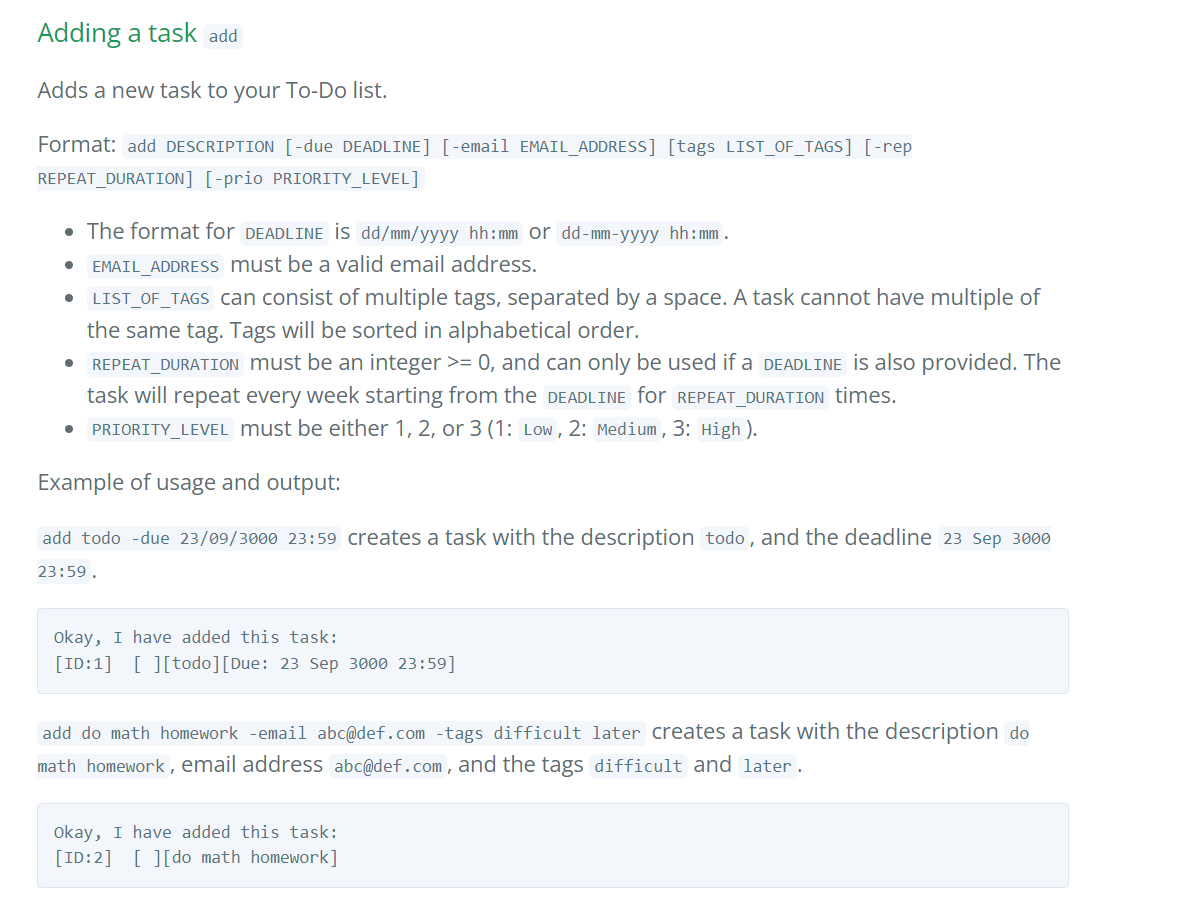 Adding a task add
Adds a new task to your To-Do list.
Format: add DESCRIPTION [-due DEADLINE] [-email EMAIL_ADDRESS] [tags LIST_OF_TAGS] [-rep
REPEAT_DURATION] [-prio PRIORITY_LEVEL]
• The format for DEADLINE is dd/mm/yyyy hh:mm or dd-mm-yyyy hh:mm.
• EMAIL_ADDRESS must be a valid email address.
• LIST_OF_TAGS can consist of multiple tags, separated by a space. A task cannot have multiple of
the same tag. Tags will be sorted in alphabetical order.
• REPEAT_DURATION must be an integer >= 0, and can only be used if a DEADLINE is also provided. The
task will repeat every week starting from the DEADLINE for REPEAT_DURATION times.
• PRIORITY_LEVEL must be either 1, 2, or 3 (1: Low, 2: Medium, 3: High).
Example of usage and output:
add todo -due 23/09/3000 23:59 creates a task with the description todo, and the deadline 23 Sep 3000
23:59.
Okay, I have added this task:
[ID:1]  [ ][todo][Due: 23 Sep 3000 23:59]
add do math homework -email abc@def.com -tags difficult later creates a task with the description do
math homework, email address abc@def.com, and the tags difficult and later.
Okay, I have added this task:
[ID:2]  [ ][do math homework]